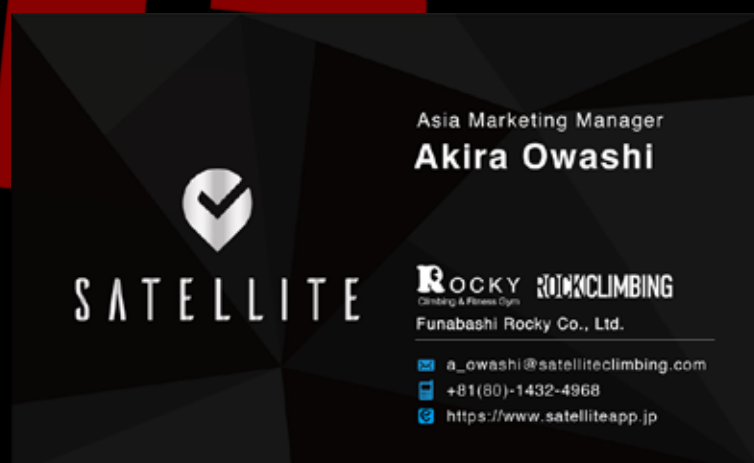 Asia Marketing Manager
Akira Owashi
SATELLITE
ROCKY ROCKCLIMBING
Climbing & Fitness Gym
Funabashi Rocky Co., Ltd.
a_owashi@satelliteclimbing.com
+81(80)-1432-4968
https://www.satelliteapp.jp